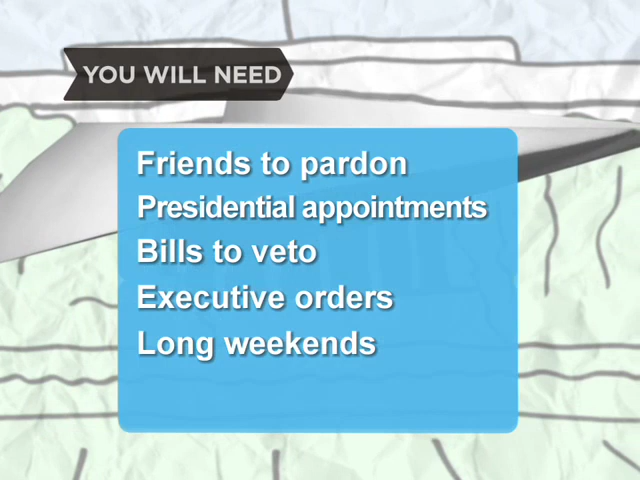 YOU WILL NEED
Friends to pardon
Presidential appointments
Bills to veto
Executive orders
Long weekends